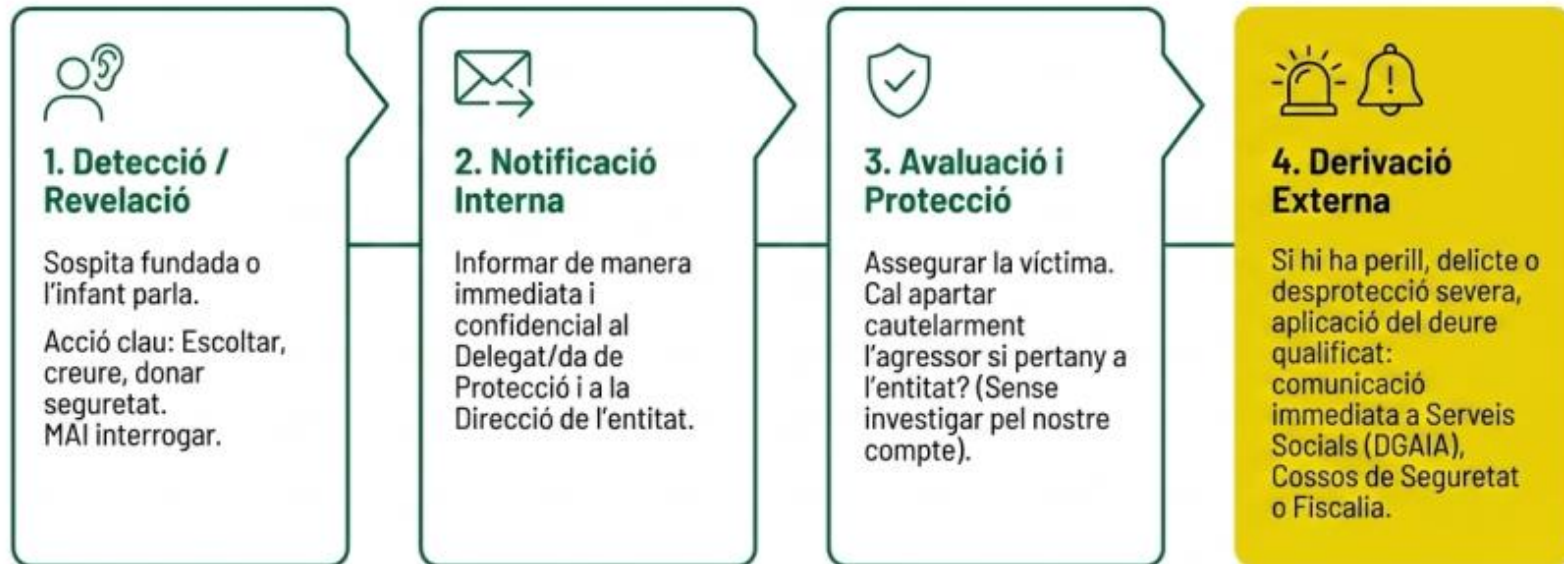 1. Detecció /
Revelació
Sospita fundada o
l'infant parla.
Acció clau: Escoltar,
creure, donar
seguretat.
MAI interrogar.
2. Notificació
Interna
Informar de manera
immediata i
confidencial al
Delegat/da de
Protecció i a la
Direcció de l'entitat.
3. Avaluació i
Protecció
Assegurar la víctima.
Cal apartar
cautelarment
l'agressor si pertany a
l'entitat? (Sense
investigar pel nostre
compte).
4. Derivació
Externa
Si hi ha perill, delicte o
desprotecció severa,
aplicació del deure
qualificat:
comunicació
immediata a Serveis
Socials (DGAIA),
Cossos de Seguretat
o Fiscalia.